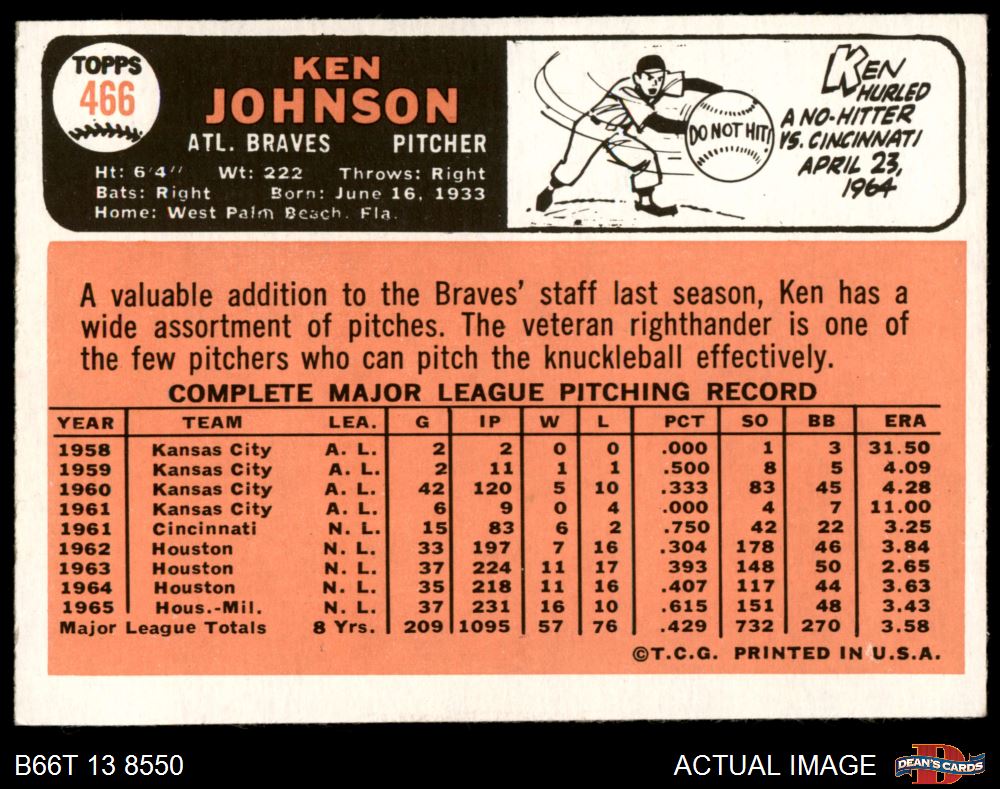 TOPPS
466
KEN
JOHNSON
ATL. BRAVES PITCHER
Ht: 6'4" Wt: 222 Throws: Right
Bats: Right Born: June 16, 1933
Home: West Palm Beach, Fla.
DO NOT HIT!
KEN
HURLED
A NO-HITTER
VS. CINCINNATI
APRIL 23,
1964
A valuable addition to the Braves' staff last season, Ken has a
wide assortment of pitches. The veteran righthander is one of
the few pitchers who can pitch the knuckleball effectively.
COMPLETE MAJOR LEAGUE PITCHING RECORD
YEAR TEAM LEA. G IP W L PCT SO BB ERA
1958 Kansas City A. L. 2 2 0 0 .000 1 3 31.50
1959 Kansas City A. L. 2 11 1 1 .500 8 5 4.09
1960 Kansas City A. L. 42 120 5 10 .333 83 45 4.28
1961 Kansas City A. L. 6 9 0 4 .000 4 7 11.00
1961 Cincinnati N. L. 15 83 6 2 .750 42 22 3.25
1962 Houston N. L. 33 197 7 16 .304 178 46 3.84
1963 Houston N. L. 37 224 11 17 393 148 50 2.65
1964 Houston N. L. 35 218 11 16 .407 117 44 3.63
1965 Hous.-Mil. N. L. 37 231 16 10 .615 151 48 3.43
Major League Totals 8 Yrs. 209 1095 57 76 .429 732 270 3.58
©T.C.G. PRINTED IN U.S.A.
B66T 13 8550 ACTUAL IMAGE DEAN'S CARDS